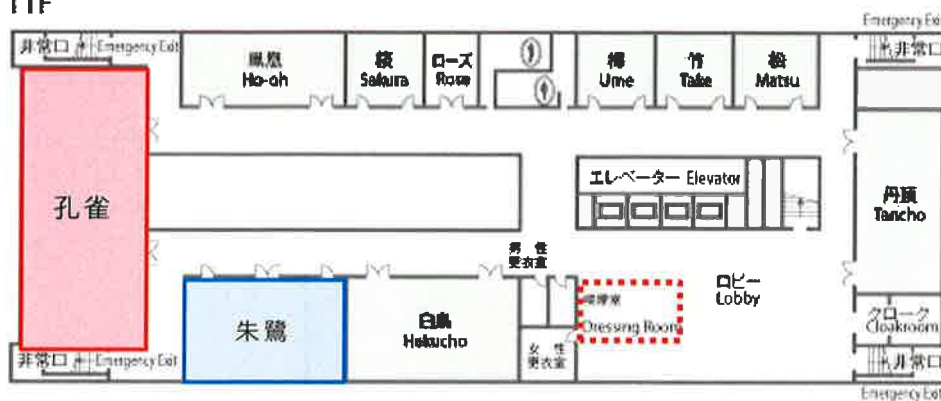 11F
非常口 Emergency Exit
鳳凰
Ho-oh
桜
Sakura
ローズ
Rose
梅
Ume
竹
Take
松
Matsu
Emergency Exit
非常口
孔雀
エレベーター Elevator
丹頂
Tancho
男性
更衣室
ロビー
Lobby
朱鷺
白鳥
Hakucho
喫煙室
Dressing Room
女性
更衣室
クローク
Cloakroom
非常口 Emergency Exit
非常口
Emergency Exit